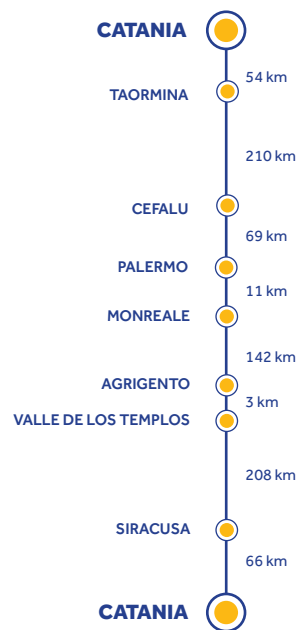 CATANIA
54 km
TAORMINA
210 km
CEFALU
69 km
PALERMO
11 km
MONREALE
142 km
AGRIGENTO
3 km
VALLE DE LOS TEMPLOS
208 km
SIRACUSA
66 km
CATANIA